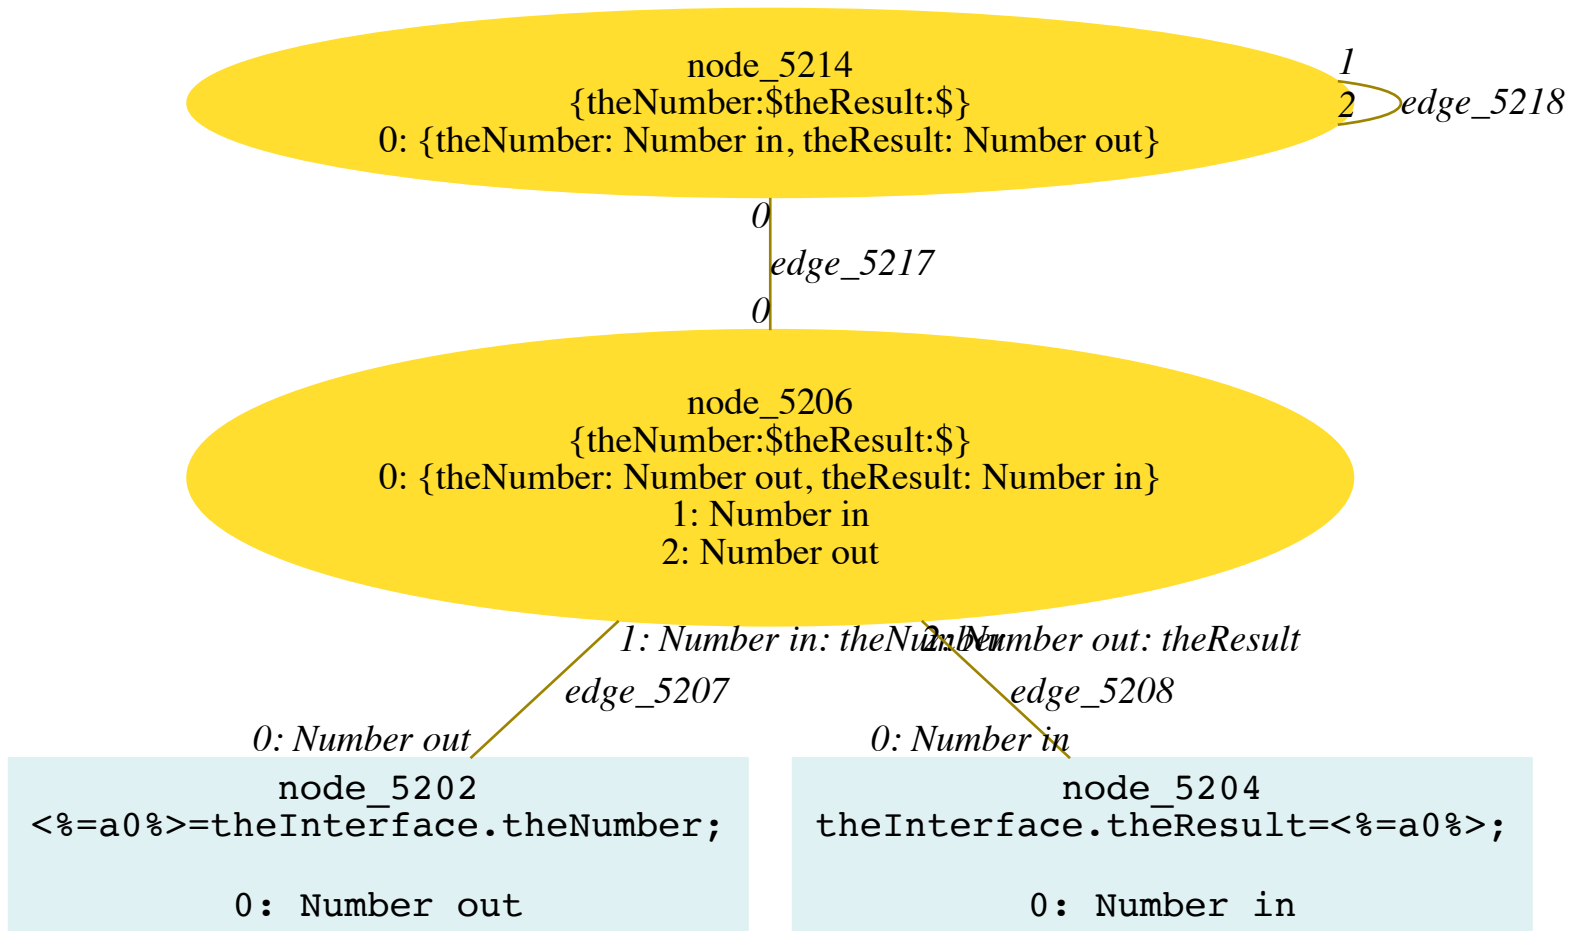 node_5214
{theNumber:$theResult:$}
0: {theNumber: Number in, theResult: Number out}
1
2
edge_5218
0
edge_5217
0
node_5206
{theNumber:$theResult:$}
0: {theNumber: Number out, theResult: Number in}
1: Number in
2: Number out
1: Number in: theNumber
2: Number out: theResult
edge_5207
edge_5208
0: Number out
0: Number in
node_5202
<%=a0%>=theInterface.theNumber;
0: Number out
node_5204
theInterface.theResult=<%=a0%>;
0: Number in